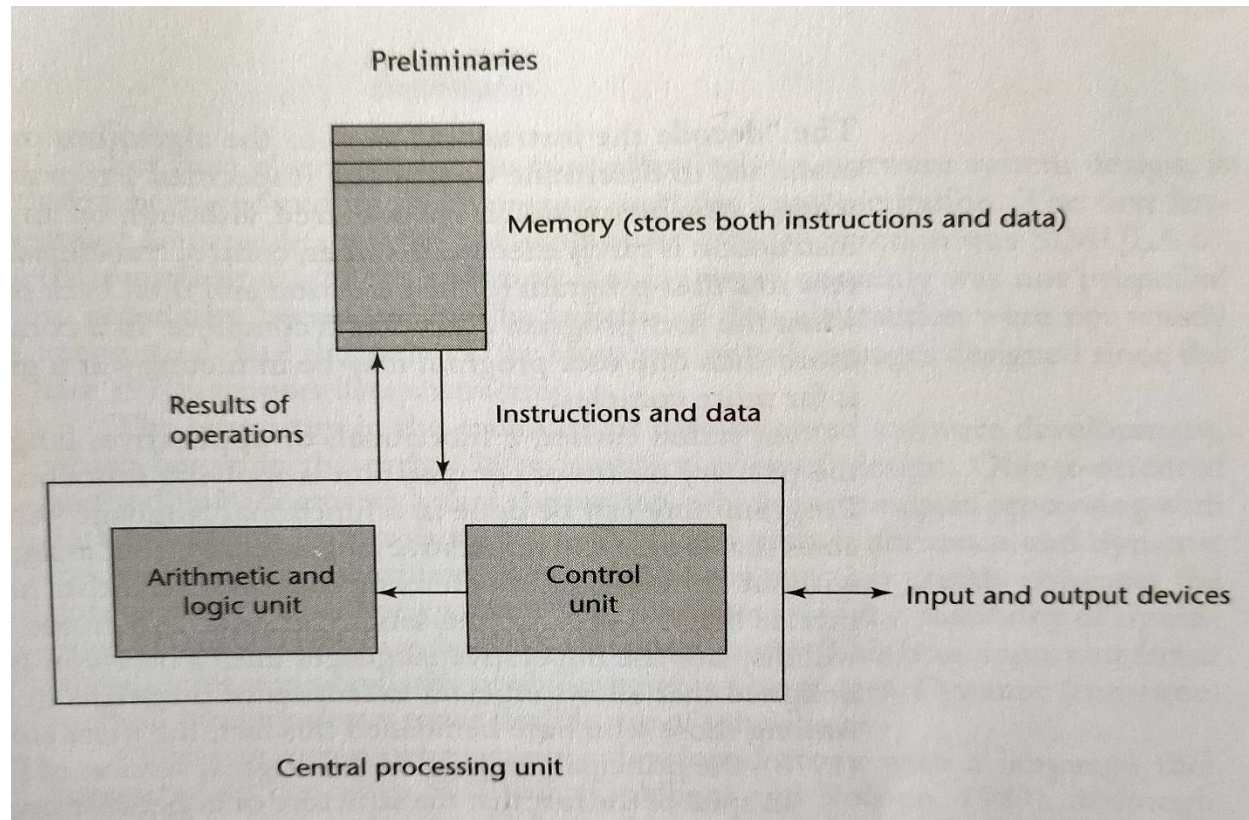 Preliminaries
Memory (stores both instructions and data)
Results of
operations
Instructions and data
Arithmetic and
logic unit
Control
unit
Input and output devices
Central processing unit